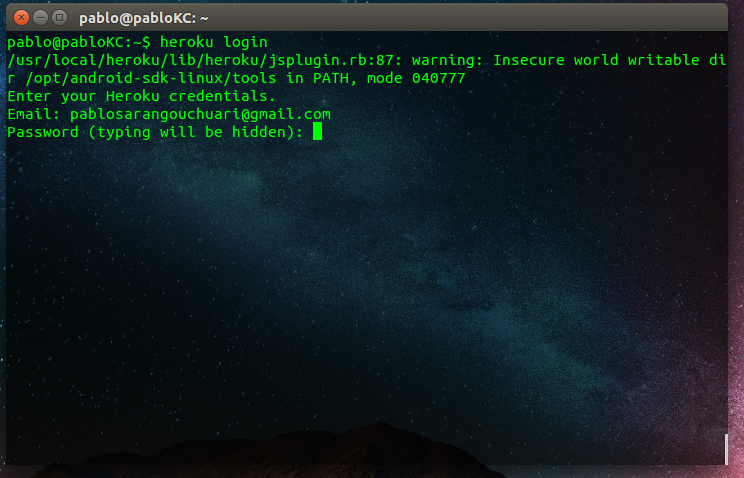 pablo@pabloKC: ~
pablo@pabloKC:~$ heroku login
/usr/local/heroku/lib/heroku/jsplugin.rb:87: warning: Insecure world writable di
r /opt/android-sdk-linux/tools in PATH, mode 040777
Enter your Heroku credentials.
Email: pablosarangouchuari@gmail.com
Password (typing will be hidden):